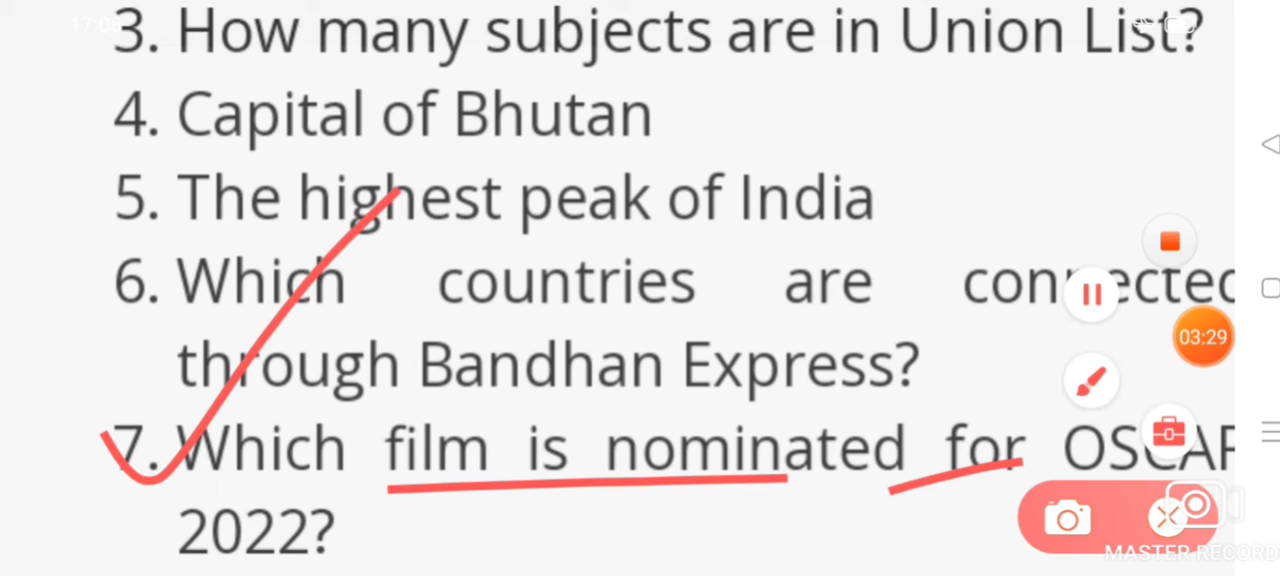 17:08
3. How many subjects are in Union List?
4. Capital of Bhutan
5. The highest peak of India
6. Which countries are connected
through Bandhan Express?
03:29
7. Which film is nominated for OSCAR
2022?
MASTER RECORD